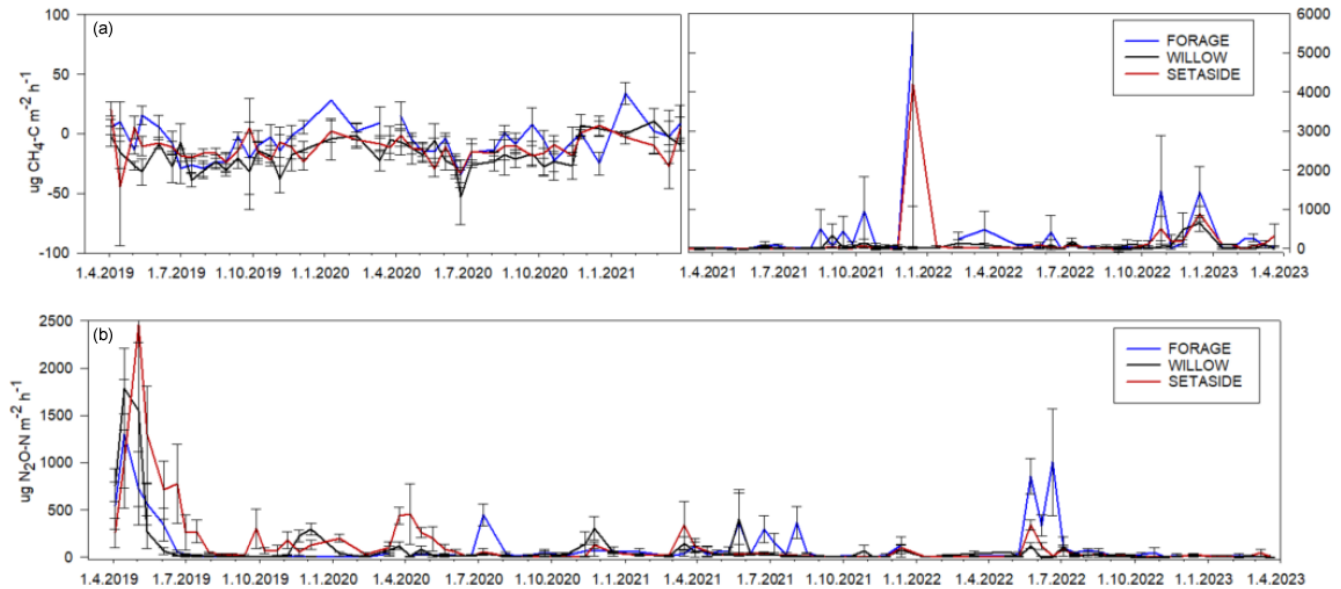 (a)
100
50
0
-50
-100
ug CH4-C m-2 h-1
1.4.2019 1.7.2019 1.10.2019 1.1.2020 1.4.2020 1.7.2020 1.10.2020 1.1.2021
6000
5000
4000
3000
2000
1000
0
FORAGE
WILLOW
SETASIDE
1.4.2021 1.7.2021 1.10.2021 1.1.2022 1.4.2022 1.7.2022 1.10.2022 1.1.2023 1.4.2023
(b)
2500
2000
1500
1000
500
0
ug N2O-N m-2 h-1
FORAGE
WILLOW
SETASIDE
1.4.2019 1.7.2019 1.10.2019 1.1.2020 1.4.2020 1.7.2020 1.10.2020 1.1.2021 1.4.2021 1.7.2021 1.10.2021 1.1.2022 1.4.2022 1.7.2022 1.10.2022 1.1.2023 1.4.2023